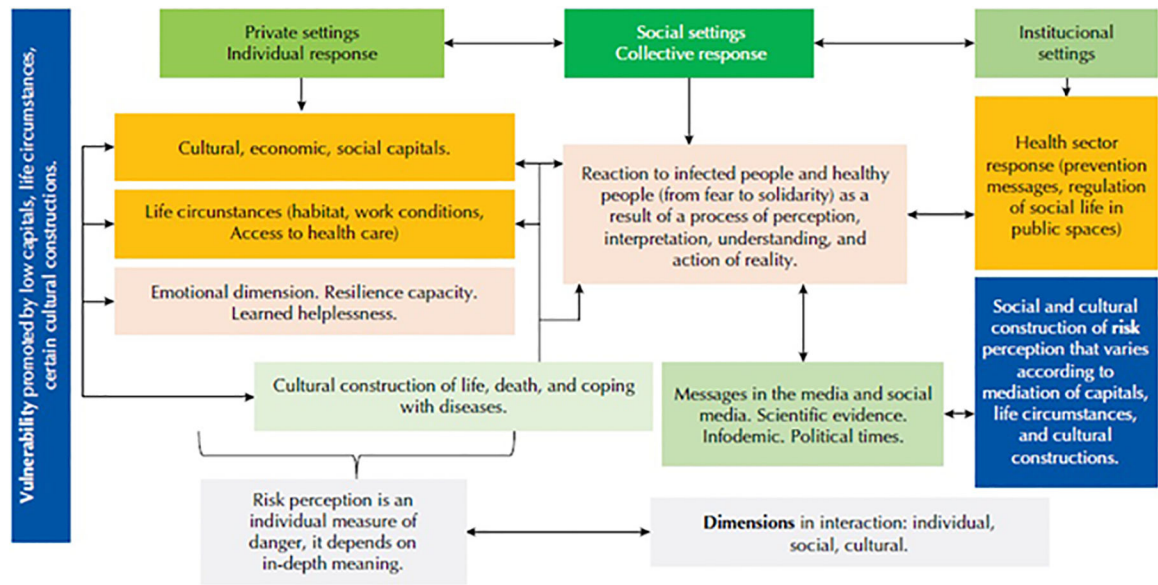 Vulnerability promoted by low capitals, life circumstances,
certain cultural constructions.
Private settings
Individual response
Social settings
Collective response
Institucional
settings
Cultural, economic, social capitals.
Life circumstances (habitat, work conditions,
Access to health care)
Emotional dimension. Resilience capacity.
Learned helplessness.
Cultural construction of life, death, and coping
with diseases.
Reaction to infected people and healthy
people (from fear to solidarity) as a
result of a process of perception,
interpretation, understanding, and
action of reality.
Health sector
response (prevention
messages, regulation
of social life in
public spaces)
Messages in the media and social
media. Scientific evidence.
Infodemic. Political times.
Social and cultural
construction of risk
perception that varies
according to
mediation of capitals,
life circumstances,
and cultural
constructions.
Risk perception is an
individual measure of
danger, it depends on
in-depth meaning.
Dimensions in interaction: individual,
social, cultural.